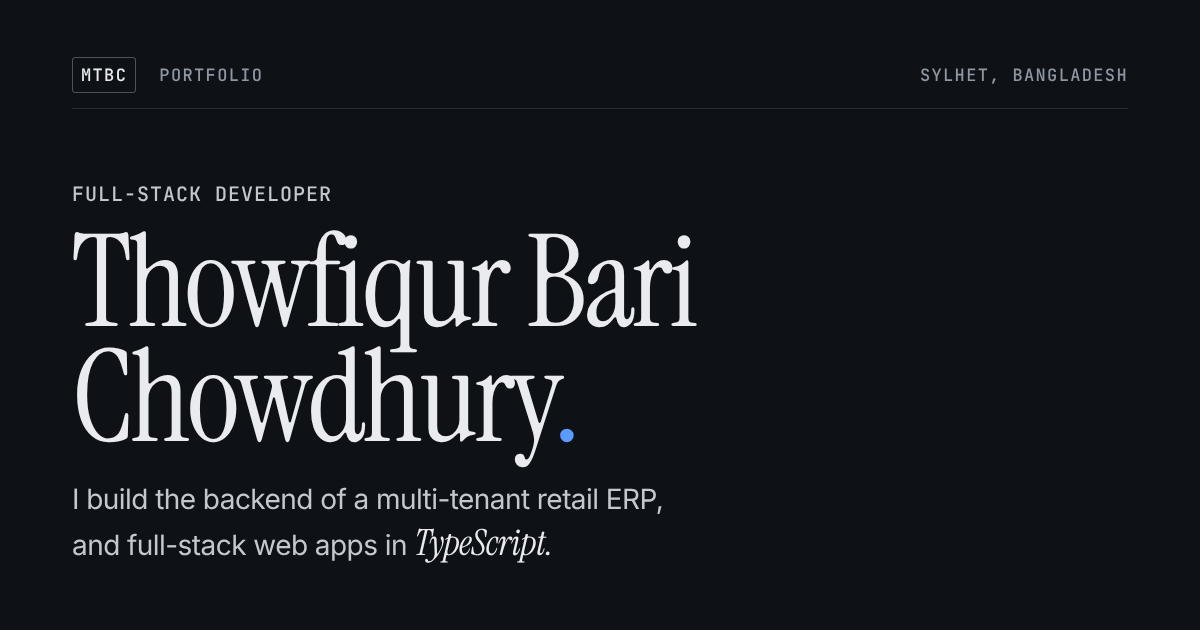 MTBC PORTFOLIO SYLHET, BANGLADESH
FULL-STACK DEVELOPER
Thowfiqur Bari
Chowdhury.
I build the backend of a multi-tenant retail ERP,
and full-stack web apps in TypeScript.